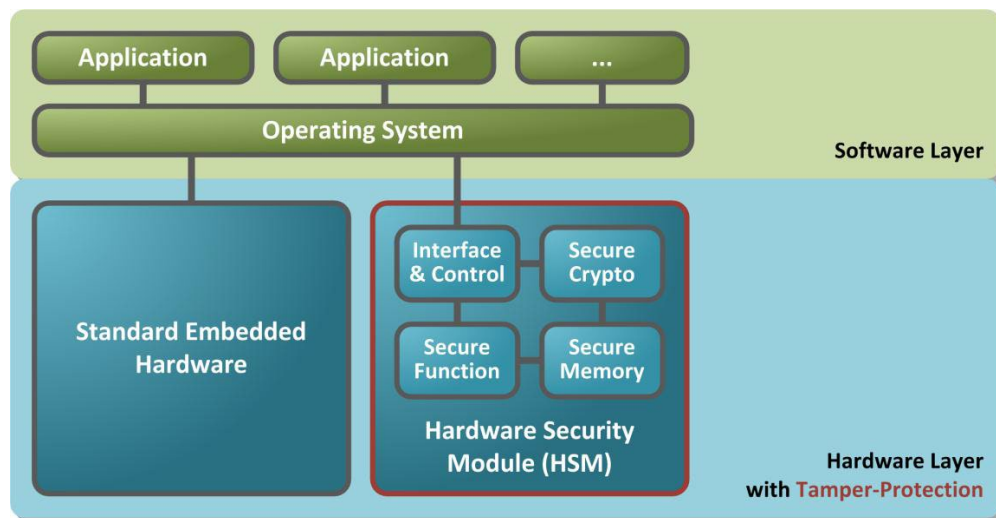 Application
Application
...
Operating System
Software Layer
Standard Embedded
Hardware
Interface
& Control
Secure
Crypto
Secure
Function
Secure
Memory
Hardware Security
Module (HSM)
Hardware Layer
with Tamper-Protection